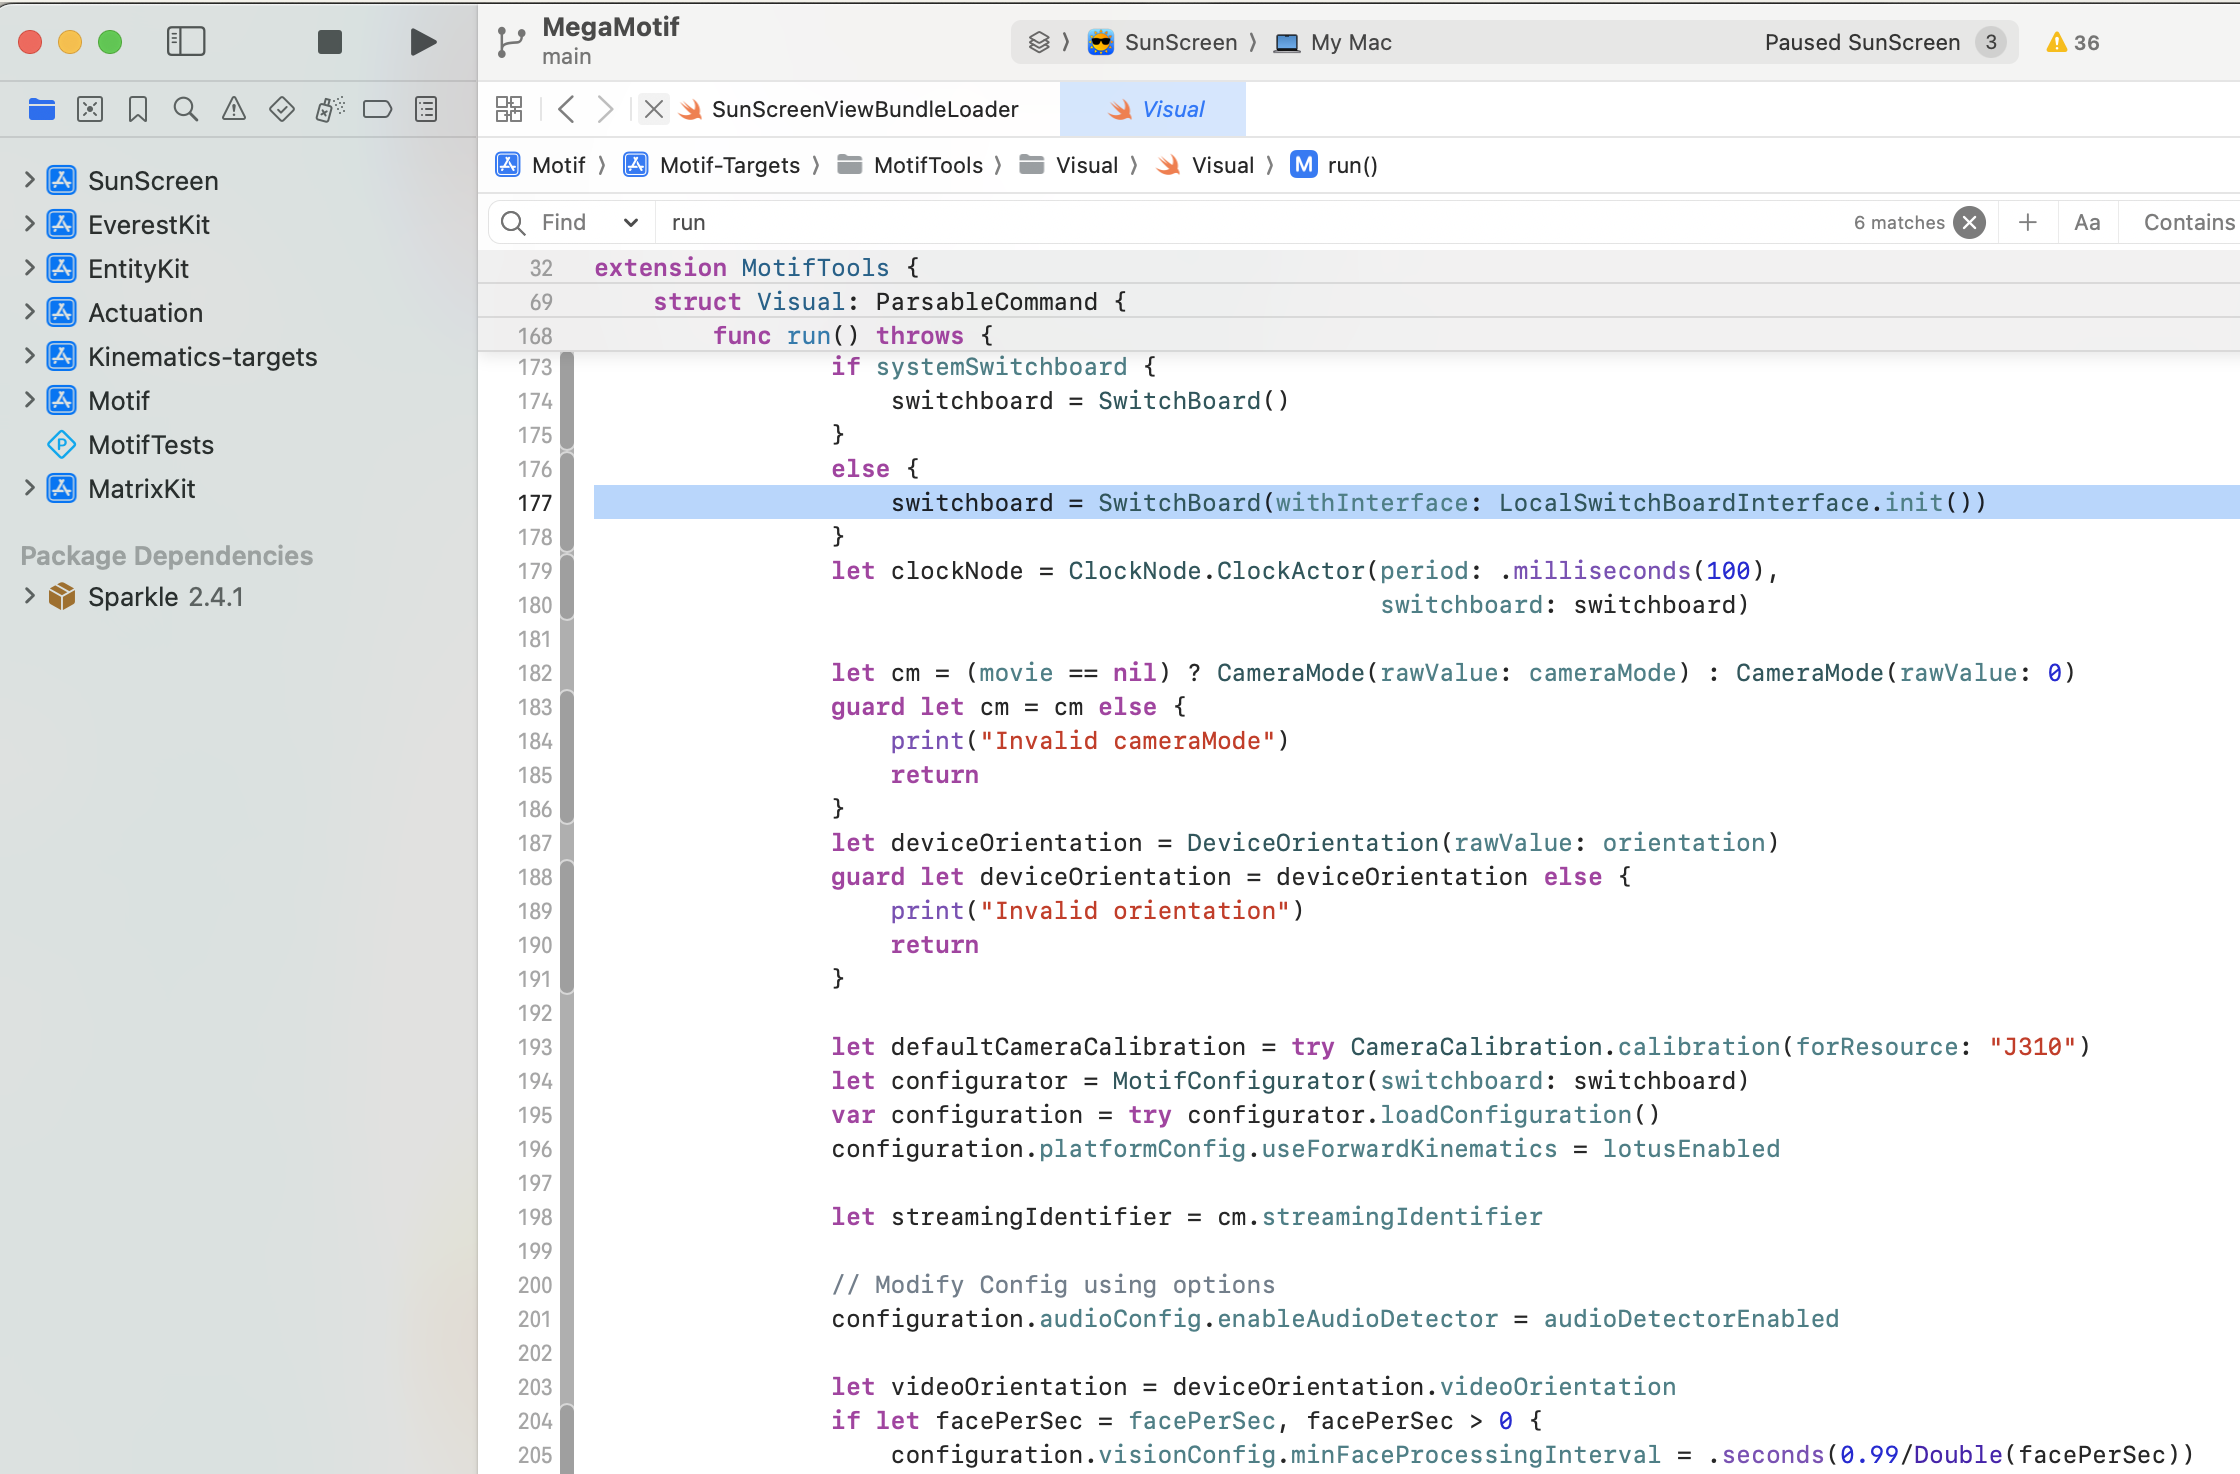 MegaMotif
main
SunScreen 〉 My Mac
Paused SunScreen 3
36
SunScreenViewBundleLoader
Visual
Motif 〉 Motif-Targets 〉 MotifTools 〉 Visual 〉 Visual 〉 M run()
Find run 6 matches Aa Contains
SunScreen
EverestKit
EntityKit
Actuation
Kinematics-targets
Motif
MotifTests
MatrixKit
Package Dependencies
Sparkle 2.4.1
32 extension MotifTools {
69 struct Visual: ParsableCommand {
168 func run() throws {
173 if systemSwitchboard {
174 switchboard = SwitchBoard()
175 }
176 else {
177 switchboard = SwitchBoard(withInterface: LocalSwitchBoardInterface.init())
178 }
179 let clockNode = ClockNode.ClockActor(period: .milliseconds(100),
180 switchboard: switchboard)
181
182 let cm = (movie == nil) ? CameraMode(rawValue: cameraMode) : CameraMode(rawValue: 0)
183 guard let cm = cm else {
184 print("Invalid cameraMode")
185 return
186 }
187 let deviceOrientation = DeviceOrientation(rawValue: orientation)
188 guard let deviceOrientation = deviceOrientation else {
189 print("Invalid orientation")
190 return
191 }
192
193 let defaultCameraCalibration = try CameraCalibration.calibration(forResource: "J310")
194 let configurator = MotifConfigurator(switchboard: switchboard)
195 var configuration = try configurator.loadConfiguration()
196 configuration.platformConfig.useForwardKinematics = lotusEnabled
197
198 let streamingIdentifier = cm.streamingIdentifier
199
200 // Modify Config using options
201 configuration.audioConfig.enableAudioDetector = audioDetectorEnabled
202
203 let videoOrientation = deviceOrientation.videoOrientation
204 if let facePerSec = facePerSec, facePerSec > 0 {
205 configuration.visionConfig.minFaceProcessingInterval = .seconds(0.99/Double(facePerSec))